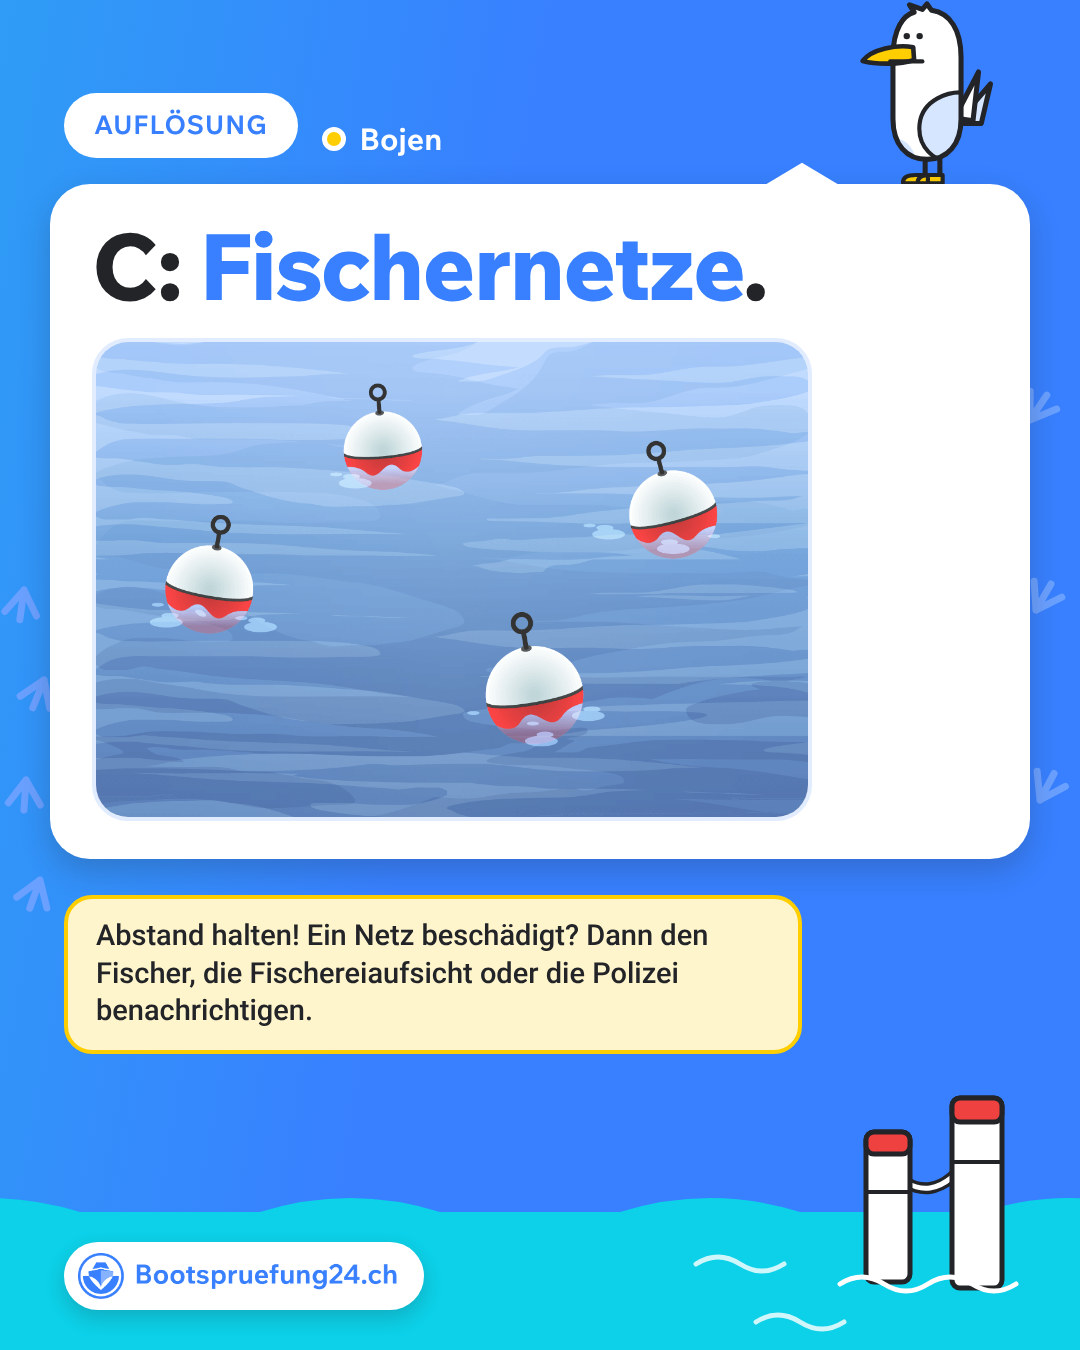 AUFLÖSUNG
Bojen
C: Fischernetze.
Abstand halten! Ein Netz beschädigt? Dann den
Fischer, die Fischereiaufsicht oder die Polizei
benachrichtigen.
Bootspruefung24.ch